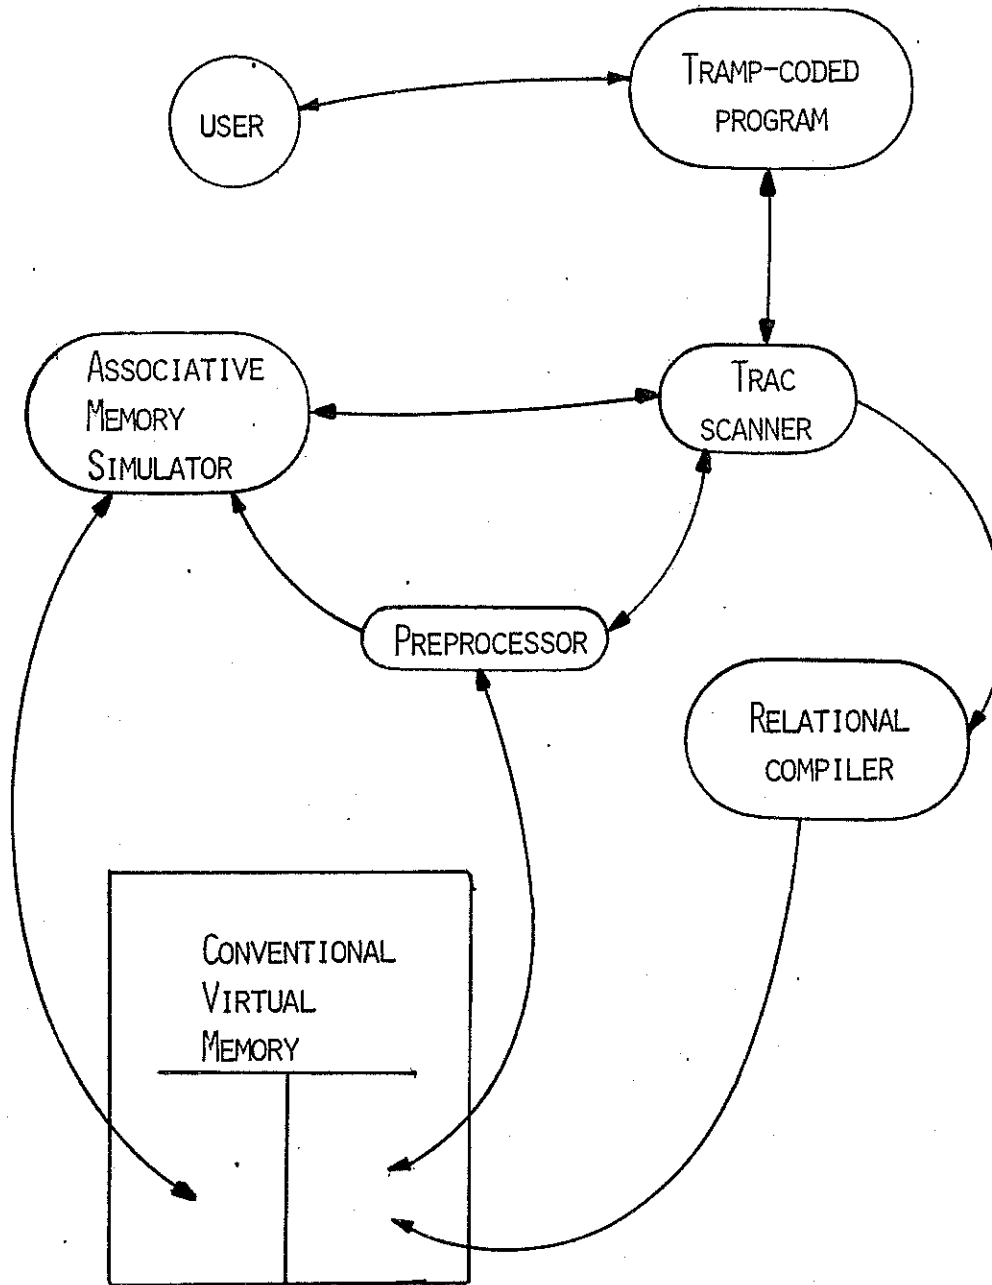 USER
TRAMP-CODED
PROGRAM
ASSOCIATIVE
MEMORY
SIMULATOR
TRAC
SCANNER
PREPROCESSOR
RELATIONAL
COMPILER
CONVENTIONAL
VIRTUAL
MEMORY